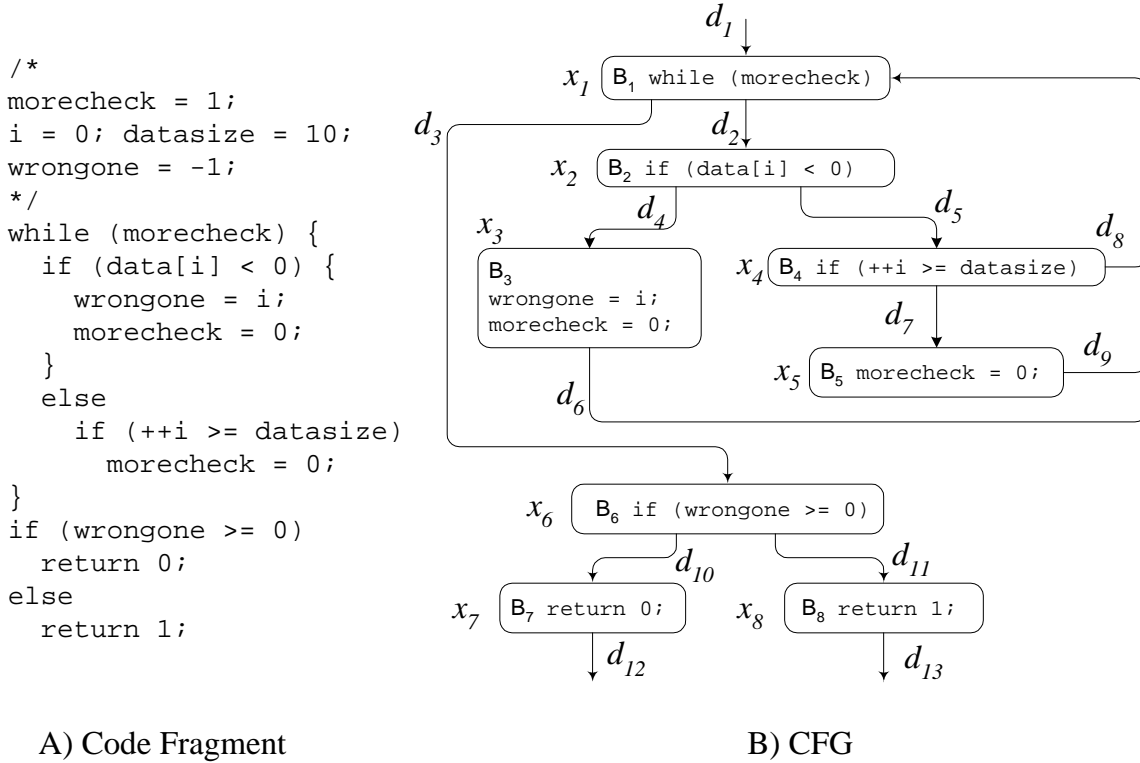 /*
morecheck = 1;
i = 0; datasize = 10;
wrongone = -1;
*/
while (morecheck) {
  if (data[i] < 0) {
    wrongone = i;
    morecheck = 0;
  }
  else
    if (++i >= datasize)
      morecheck = 0;
}
if (wrongone >= 0)
  return 0;
else
  return 1;
A) Code Fragment
d1
x1
B1 while (morecheck)
d3
d2
x2
B2 if (data[i] < 0)
d4
d5
d8
x3
B3
wrongone = i;
morecheck = 0;
x4
B4 if (++i >= datasize)
d7
d9
x5
B5 morecheck = 0;
d6
x6
B6 if (wrongone >= 0)
d10
d11
x7
B7 return 0;
x8
B8 return 1;
d12
d13
B) CFG